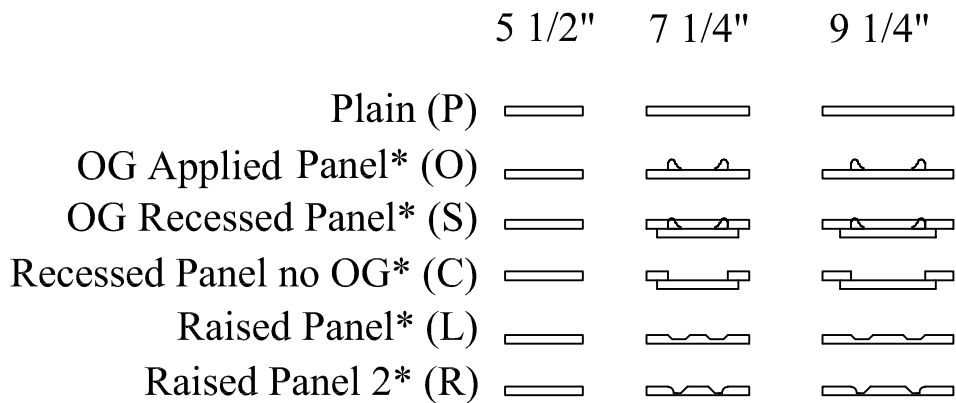 5 1/2" 7 1/4" 9 1/4"
Plain (P)
OG Applied Panel* (O)
OG Recessed Panel* (S)
Recessed Panel no OG* (C)
Raised Panel* (L)
Raised Panel 2* (R)